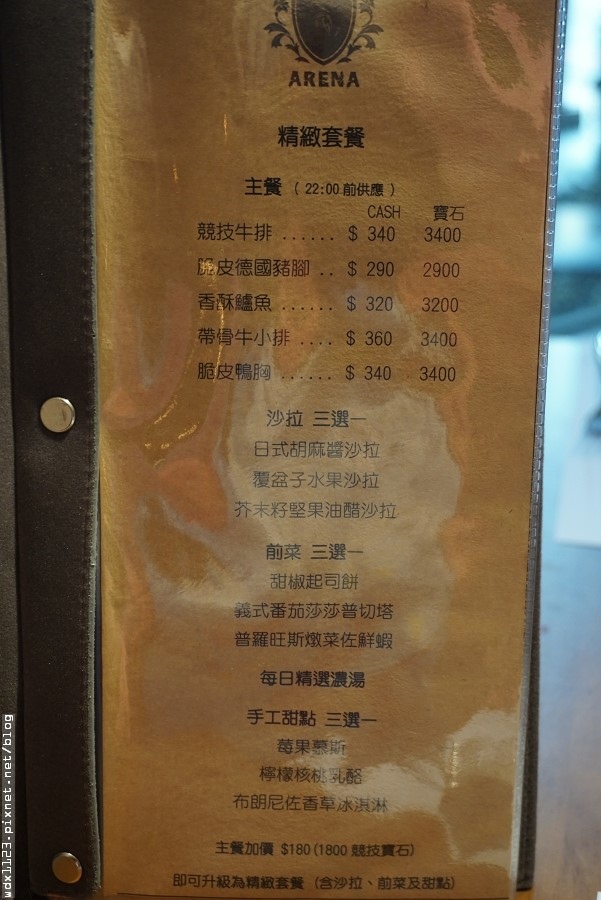 ARENA
精緻套餐
主餐 ( 22:00 前供應 )
CASH 寶石
競技牛排 ...... $ 340 3400
脆皮德國豬腳 .. $ 290 2900
香酥鱸魚 ...... $ 320 3200
帶骨牛小排 .... $ 360 3400
脆皮鴨胸 ...... $ 340 3400
沙拉 三選一
日式胡麻醬沙拉
覆盆子水果沙拉
芥末籽堅果油醋沙拉
前菜 三選一
甜椒起司餅
義式番茄莎莎普切塔
普羅旺斯燉菜佐鮮蝦
每日精選濃湯
手工甜點 三選一
莓果慕斯
檸檬核桃乳酪
布朗尼佐香草冰淇淋
主餐加價 $180(1800 競技寶石)
即可升級為精緻套餐 (含沙拉、前菜及甜點)
wdx1123.pixnet.net/blog